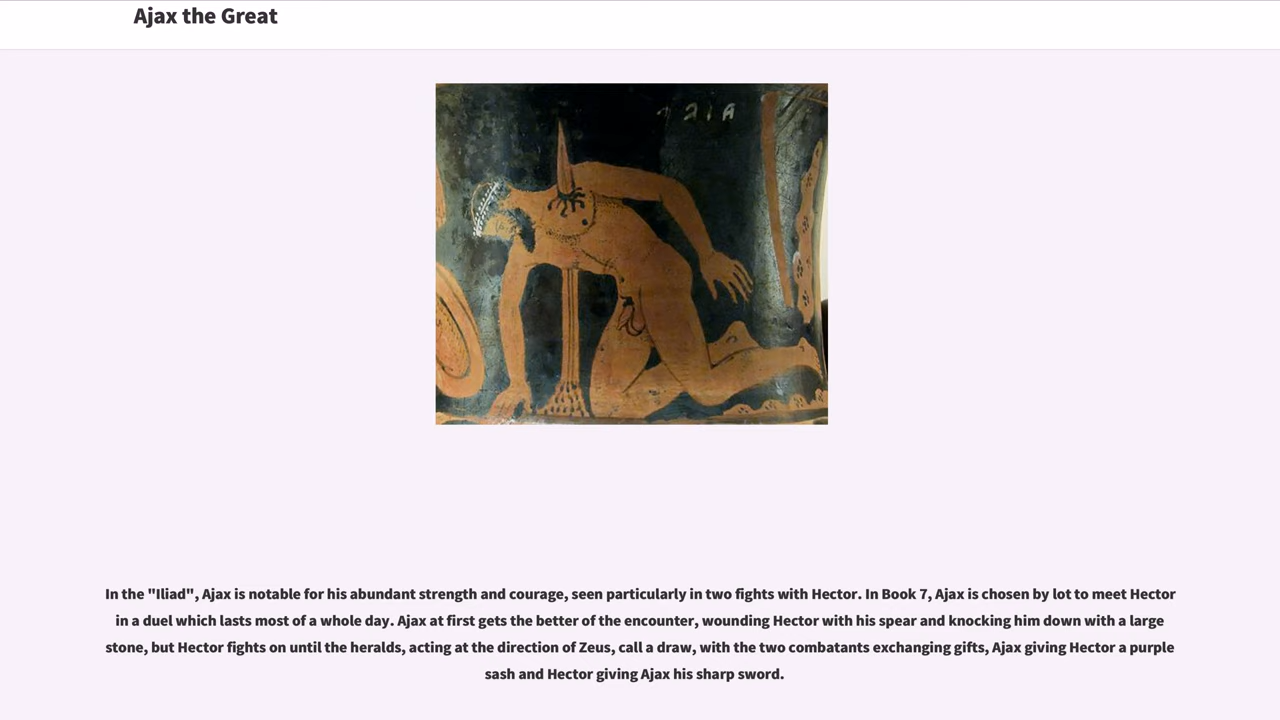 Ajax the Great
In the "Iliad", Ajax is notable for his abundant strength and courage, seen particularly in two fights with Hector. In Book 7, Ajax is chosen by lot to meet Hector
in a duel which lasts most of a whole day. Ajax at first gets the better of the encounter, wounding Hector with his spear and knocking him down with a large
stone, but Hector fights on until the heralds, acting at the direction of Zeus, call a draw, with the two combatants exchanging gifts, Ajax giving Hector a purple
sash and Hector giving Ajax his sharp sword.